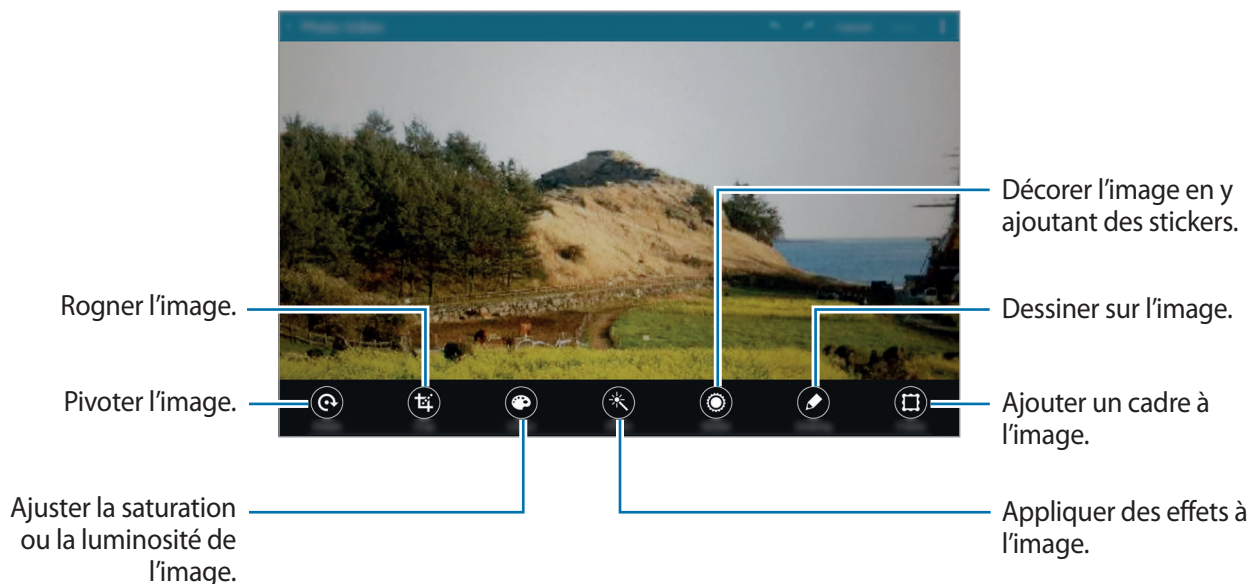 Décorer l'image en y
ajoutant des stickers.
Rogner l'image.
Dessiner sur l'image.
Pivoter l'image.
Ajouter un cadre à
l'image.
Ajuster la saturation
ou la luminosité de
l'image.
Appliquer des effets à
l'image.